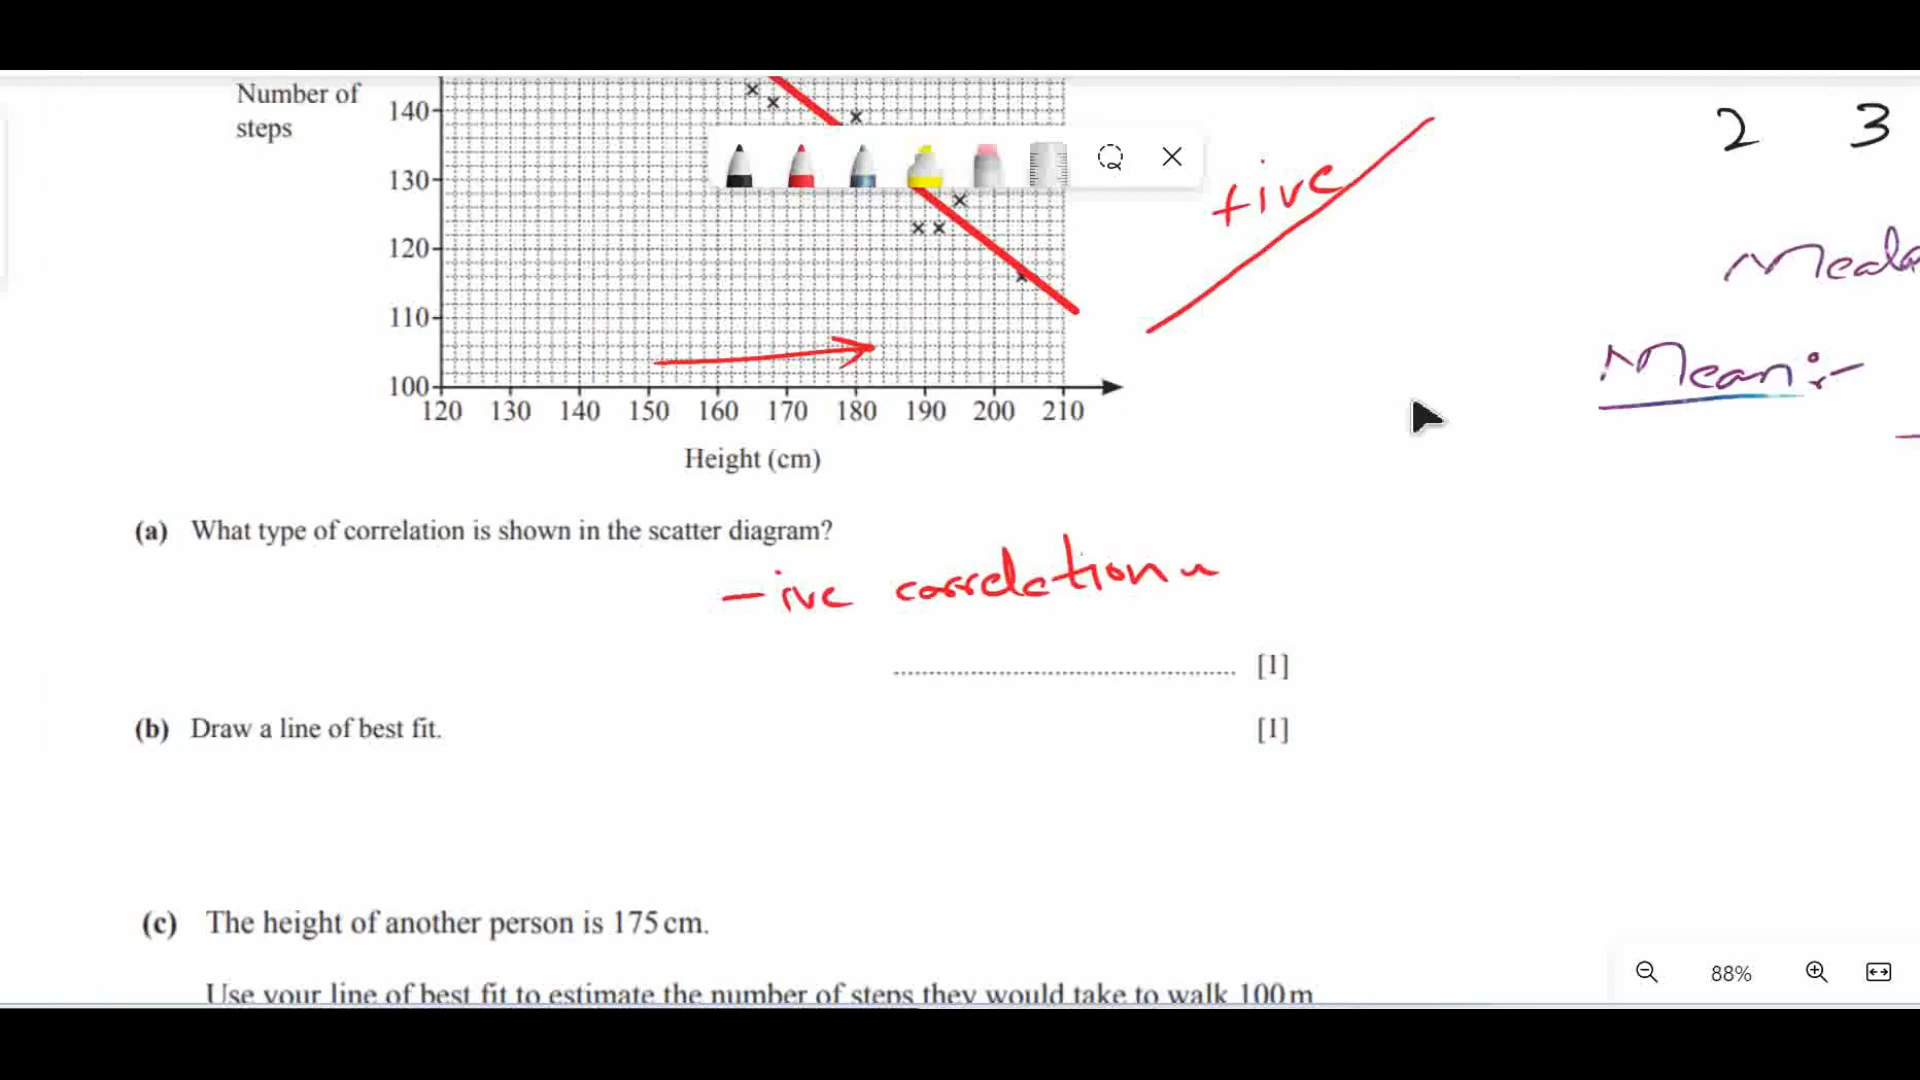 Number of
steps
140
130
120
110
100
120 130 140 150 160 170 180 190 200 210
Height (cm)
+ive
2 3
Mean:-
(a) What type of correlation is shown in the scatter diagram?
-ive correlation
[1]
(b) Draw a line of best fit. [1]
(c) The height of another person is 175 cm.
Use your line of best fit to estimate the number of steps they would take to walk 100 m
88%